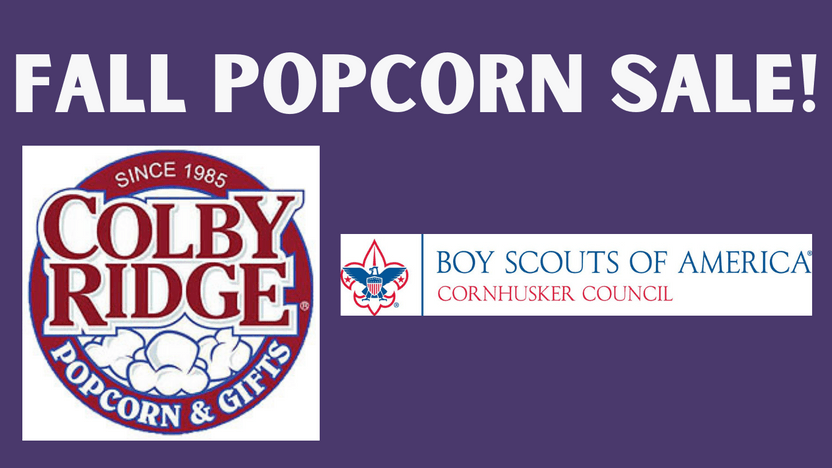 FALL POPCORN SALE!
SINCE 1985
COLBY
RIDGE®
POPCORN & GIFTS
BOY SCOUTS OF AMERICA®
CORNHUSKER COUNCIL
®